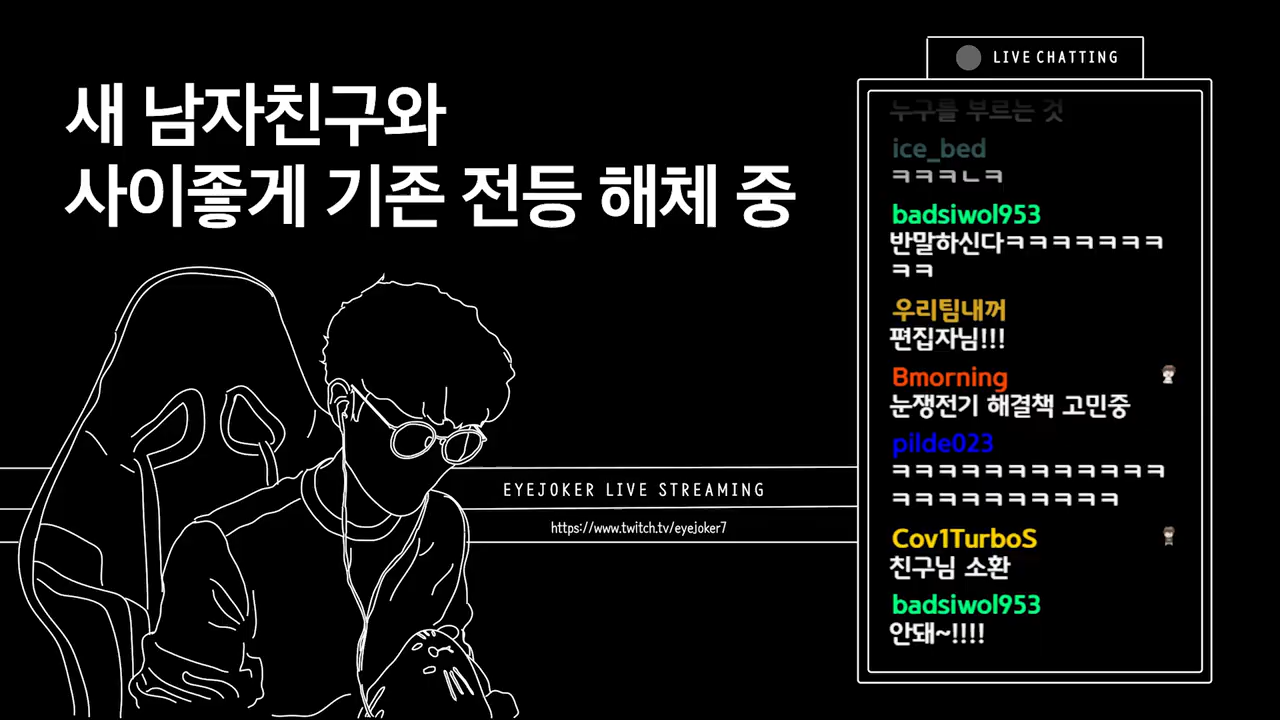 새 남자친구와
사이좋게 기존 전등 해체 중
EYEJOKER LIVE STREAMING
https://www.twitch.tv/eyejoker7
LIVE CHATTING
누구를 부르는 것
ice_bed
ㅋㅋㅋㄴㅋ
badsiwol953
반말하신다ㅋㅋㅋㅋㅋㅋㅋ
ㅋㅋ
우리팀내꺼
편집자님!!!
Bmorning
눈쨍전기 해결책 고민중
pilde023
ㅋㅋㅋㅋㅋㅋㅋㅋㅋㅋㅋㅋ
ㅋㅋㅋㅋㅋㅋㅋㅋㅋㅋ
Cov1TurboS
친구님 소환
badsiwol953
안돼~!!!!